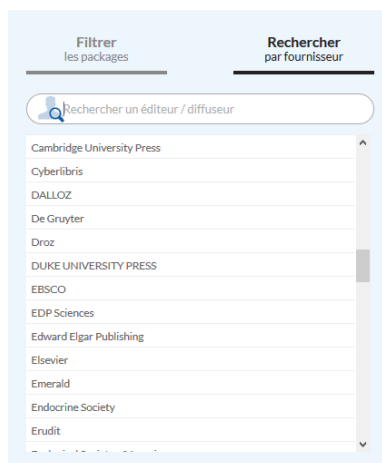 Filtrer
les packages
Rechercher
par fournisseur
Rechercher un éditeur / diffuseur
Cambridge University Press
Cyberlibris
DALLOZ
De Gruyter
Droz
DUKE UNIVERSITY PRESS
EBSCO
EDP Sciences
Edward Elgar Publishing
Elsevier
Emerald
Endocrine Society
Erudit